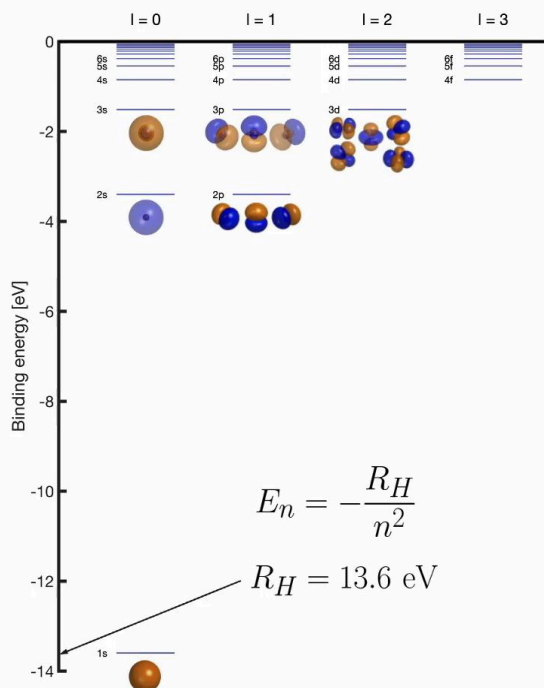 l = 0 l = 1 l = 2 l = 3
0
6s 6p 6d 6f
5s 5p 5d 5f
4s 4p 4d 4f
3s 3p 3d
-2
2s 2p
-4
-6
Binding energy [eV]
-8
-10
E_n = -\frac{R_H}{n^2}
-12
R_H = 13.6 eV
1s
-14